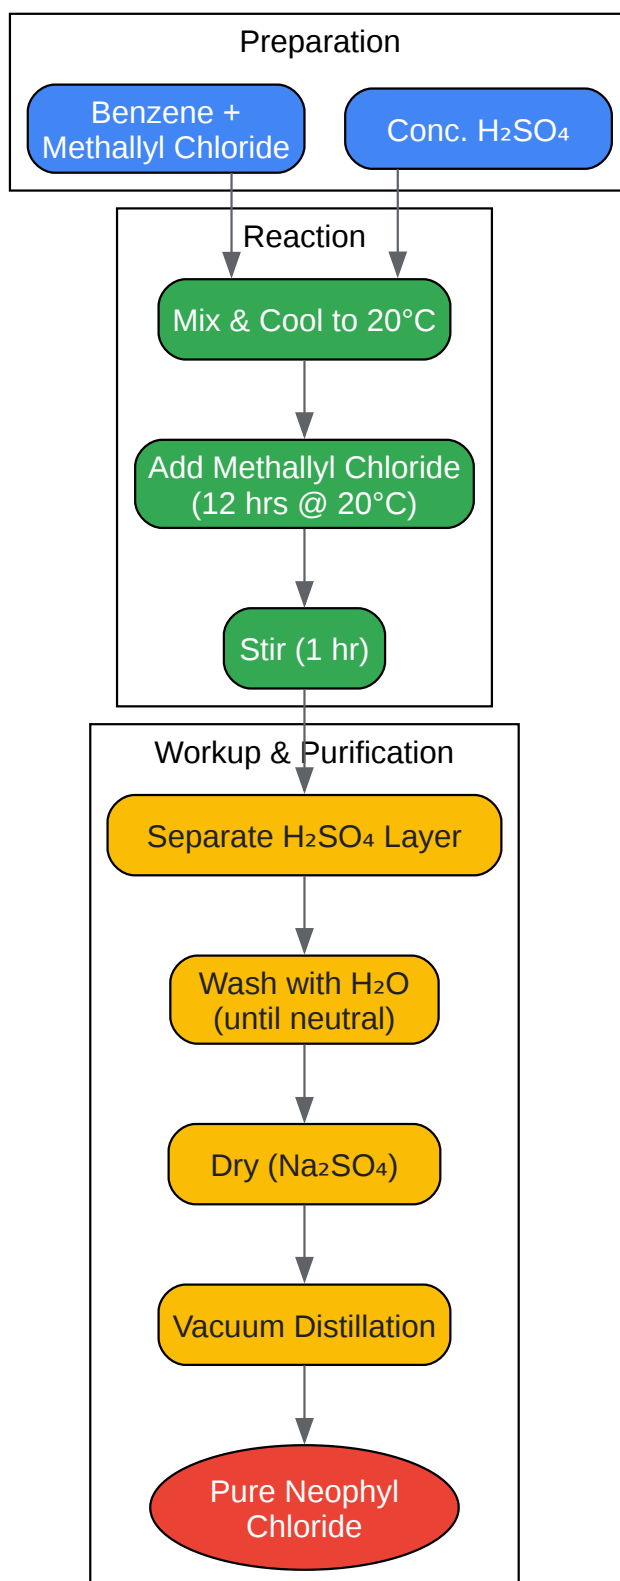 Preparation
Benzene +
Methallyl Chloride
Conc. H₂SO₄
Reaction
Mix & Cool to 20°C
Add Methallyl Chloride
(12 hrs @ 20°C)
Stir (1 hr)
Workup & Purification
Separate H₂SO₄ Layer
Wash with H₂O
(until neutral)
Dry (Na₂SO₄)
Vacuum Distillation
Pure Neophyl
Chloride